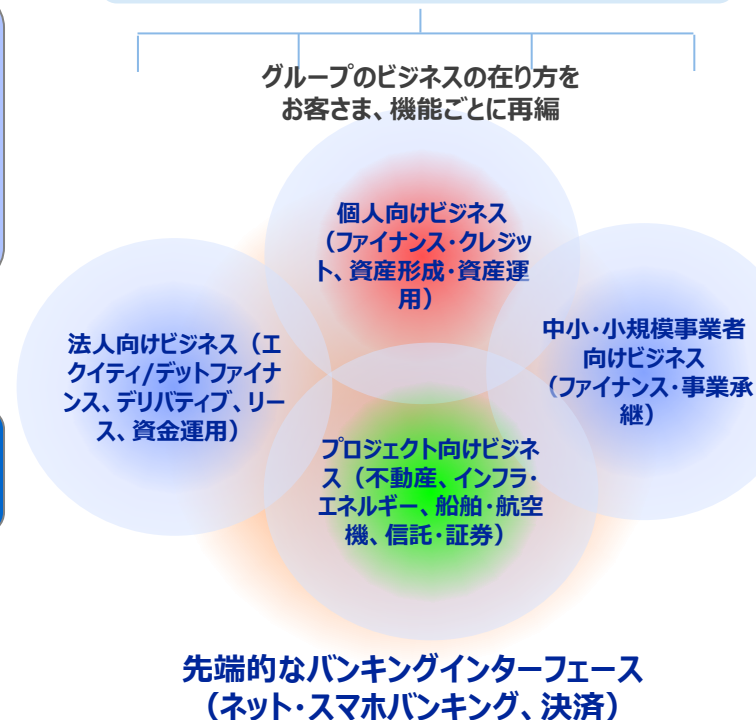 グループのビジネスの在り方を
お客さま、機能ごとに再編
個人向けビジネス
（ファイナンス・クレジッ
ト、資産形成・資産運
用）
法人向けビジネス（エ
クイティ/デットファイナ
ンス、デリバティブ、リー
ス、資金運用）
中小・小規模事業者
向けビジネス
（ファイナンス・事業承
継）
プロジェクト向けビジネ
ス（不動産、インフラ・
エネルギー、船舶・航空
機、信託・証券）
先端的なバンキングインターフェース
（ネット・スマホバンキング、決済）